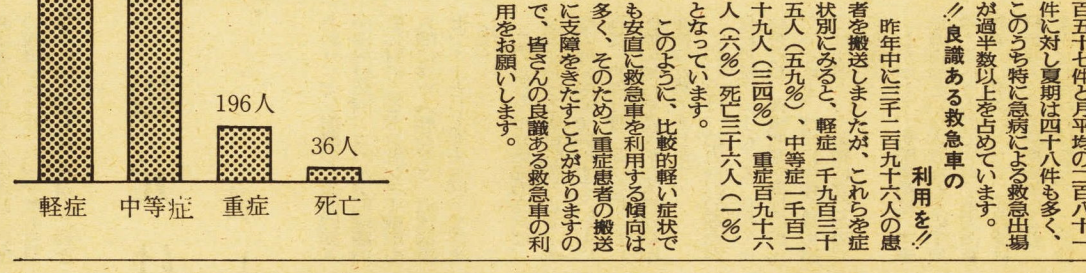 百五十七件と月平均の二百八十一
件に対し夏期は四十八件も多く、
このうち特に急病による救急出場
が過半数以上を占めています。
‼良識ある救急車の
利用を‼
昨年中に三千二百九十六人の患
者を搬送しましたが、これらを症
状別にみると、軽症一千九百三十
五人（五九％）、中等症一千百二
十九人（三四％）、重症百九十六
人（六％）死亡三十六人（一％）
となっています。
このように、比較的軽い症状で
も安直に救急車を利用する傾向は
多く、そのために重症患者の搬送
に支障をきたすことがありますの
で、皆さんの良識ある救急車の利
用をお願いします。
196人
36人
軽症 中等症 重症 死亡